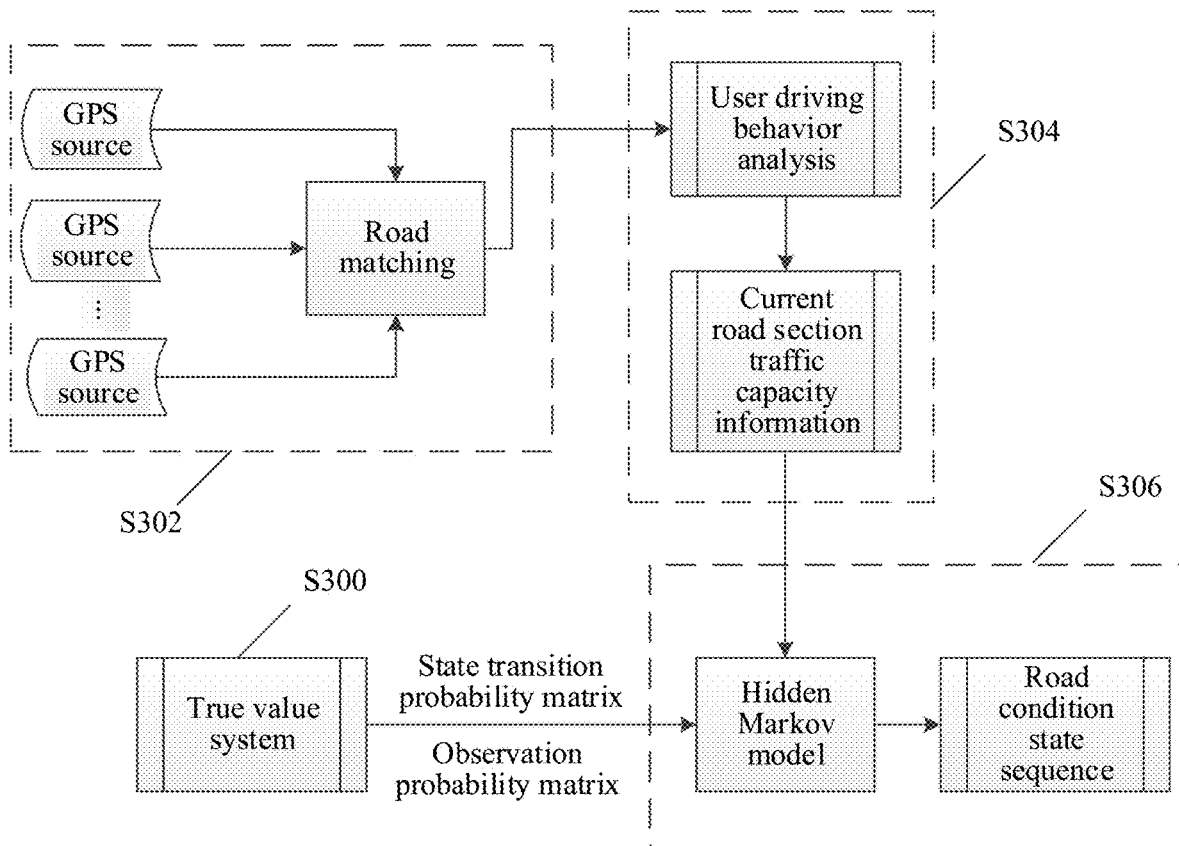 GPS
source
GPS
source
...
GPS
source
Road
matching
S302
User driving
behavior
analysis
Current
road section
traffic
capacity
information
S304
S300
True value
system
State transition
probability matrix
Observation
probability matrix
S306
Hidden
Markov
model
Road
condition
state
sequence